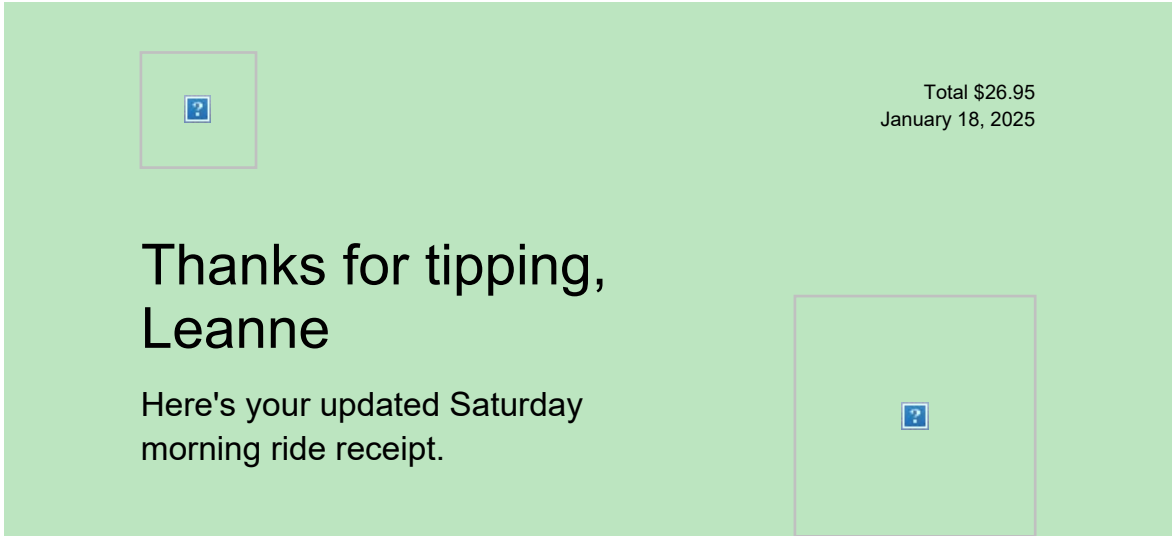 Total $26.95
January 18, 2025
Thanks for tipping,
Leanne
Here's your updated Saturday
morning ride receipt.